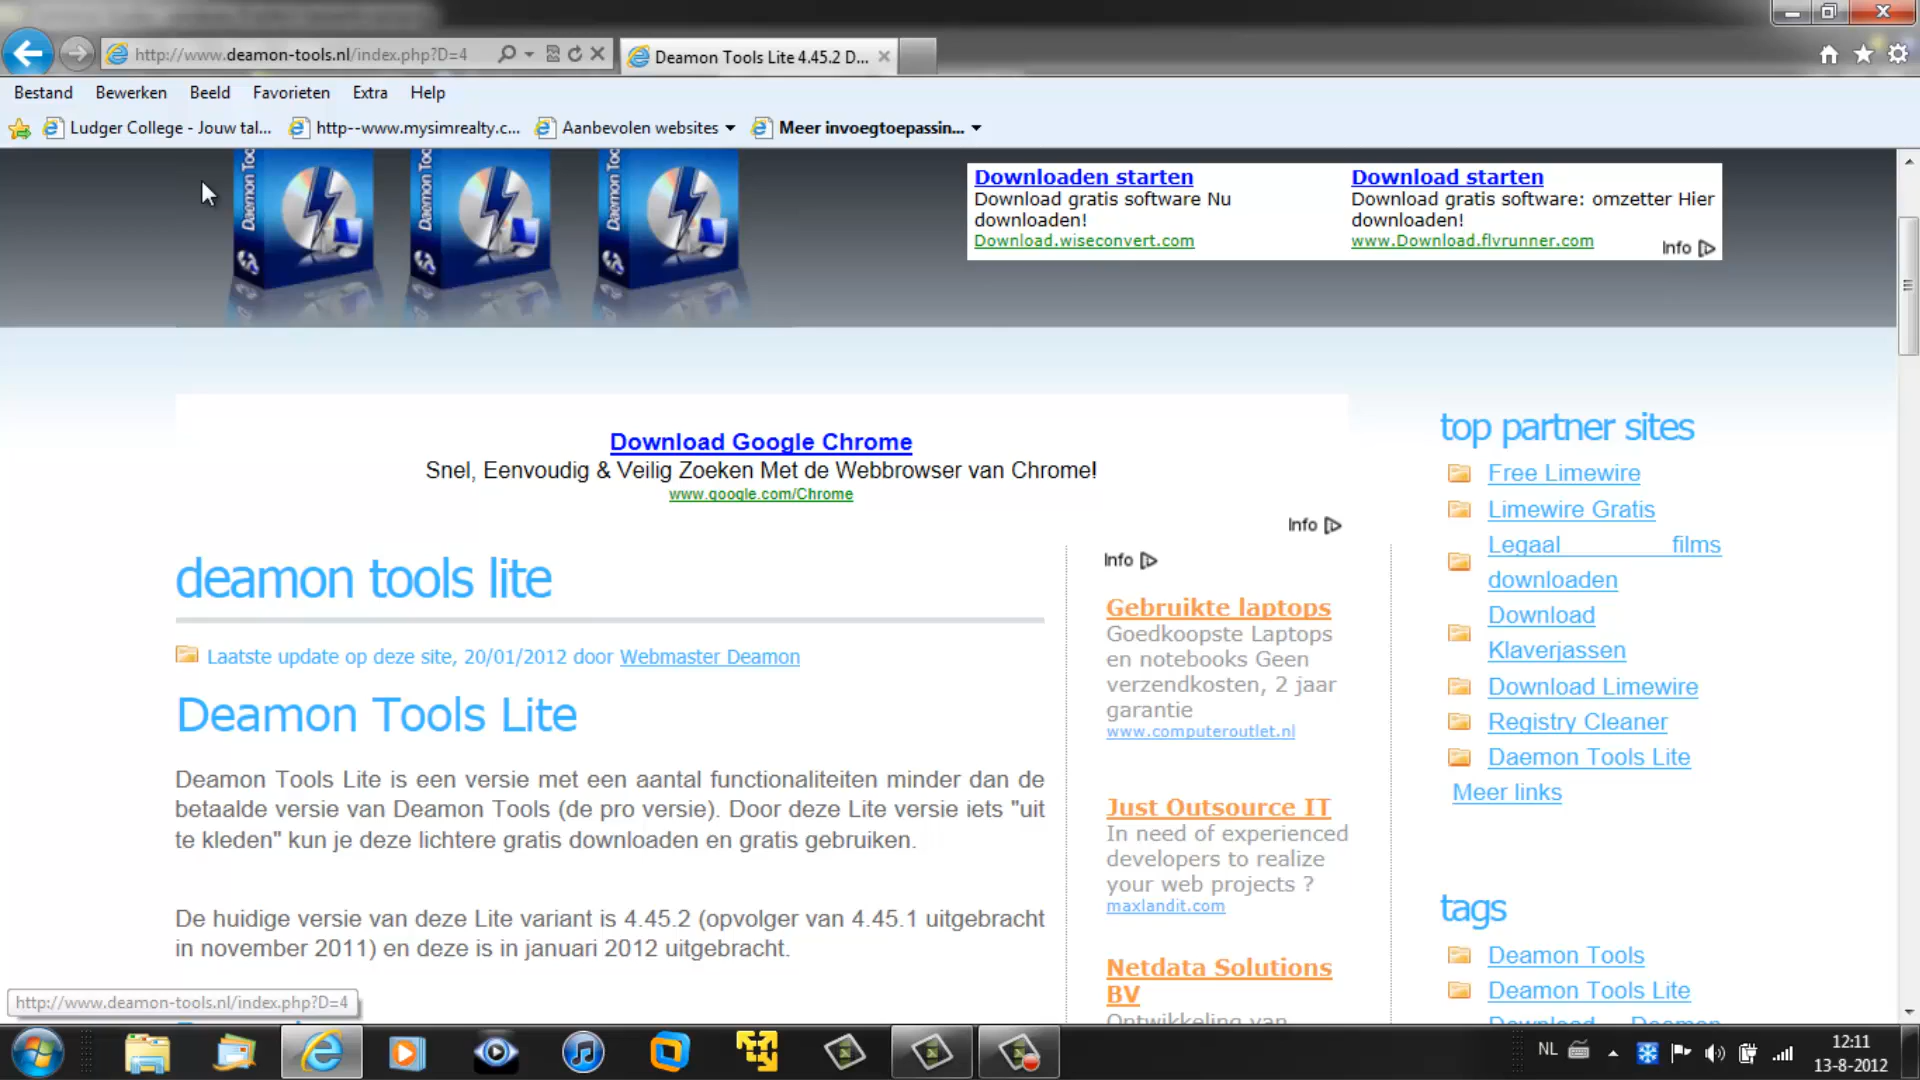 http://www.deamon-tools.nl/index.php?D=4
Deamon Tools Lite 4.45.2 D...
Bestand Bewerken Beeld Favorieten Extra Help
Ludger College - Jouw tal... http--www.mysimrealty.c... Aanbevolen websites Meer invoegtoepassin...
Downloaden starten
Download gratis software Nu
downloaden!
Download.wiseconvert.com
Download starten
Download gratis software: omzetter Hier
downloaden!
www.Download.flvrunner.com
Info
Download Google Chrome
Snel, Eenvoudig & Veilig Zoeken Met de Webbrowser van Chrome!
www.google.com/Chrome
Info
deamon tools lite
Laatste update op deze site, 20/01/2012 door Webmaster Deamon
Deamon Tools Lite
Deamon Tools Lite is een versie met een aantal functionaliteiten minder dan de
betaalde versie van Deamon Tools (de pro versie). Door deze Lite versie iets "uit
te kleden" kun je deze lichtere gratis downloaden en gratis gebruiken.
De huidige versie van deze Lite variant is 4.45.2 (opvolger van 4.45.1 uitgebracht
in november 2011) en deze is in januari 2012 uitgebracht.
Info
Gebruikte laptops
Goedkoopste Laptops
en notebooks Geen
verzendkosten, 2 jaar
garantie
www.computeroutlet.nl
Just Outsource IT
In need of experienced
developers to realize
your web projects ?
maxlandit.com
Netdata Solutions
BV
Ontwikkeling van
top partner sites
Free Limewire
Limewire Gratis
Legaal films
downloaden
Download
Klaverjassen
Download Limewire
Registry Cleaner
Daemon Tools Lite
Meer links
tags
Deamon Tools
Deamon Tools Lite
Download Deamon
http://www.deamon-tools.nl/index.php?D=4
NL
12:11
13-8-2012